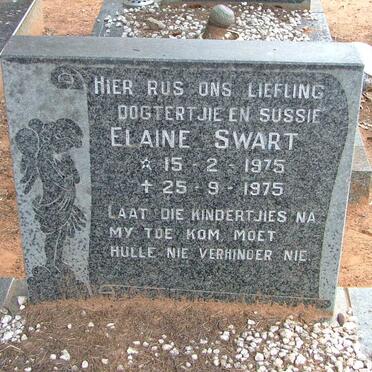 HIER RUS ONS LIEFLING
DOGTERTJIE EN SUSSIE
ELAINE SWART
☆ 15-2-1975
✝ 25-9-1975
LAAT DIE KINDERTJIES NA
MY TOE KOM, MOET
HULLE NIE VERHINDER NIE.